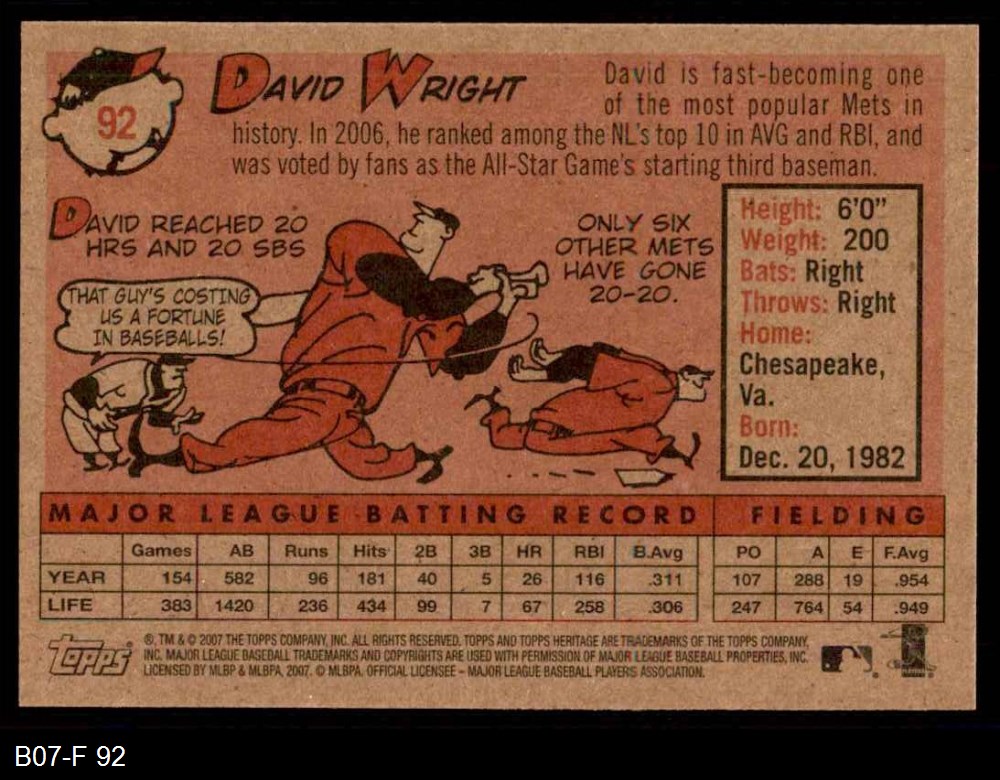 92
DAVID WRIGHT
David is fast-becoming one
of the most popular Mets in
history. In 2006, he ranked among the NL's top 10 in AVG and RBI, and
was voted by fans as the All-Star Game's starting third baseman.
DAVID REACHED 20
HRS AND 20 SBS
THAT GUY'S COSTING
US A FORTUNE
IN BASEBALLS!
ONLY SIX
OTHER METS
HAVE GONE
20-20.
Height: 6'0"
Weight: 200
Bats: Right
Throws: Right
Home:
Chesapeake,
Va.
Born:
Dec. 20, 1982
MAJOR LEAGUE BATTING RECORD FIELDING
Games AB Runs Hits 2B 3B HR RBI B.Avg PO A E F.Avg
YEAR 154 582 96 181 40 5 26 116 .311 107 288 19 .954
LIFE 383 1420 236 434 99 7 67 258 .306 247 764 54 .949
Topps
®, TM & © 2007 THE TOPPS COMPANY, INC. ALL RIGHTS RESERVED. TOPPS AND TOPPS HERITAGE ARE TRADEMARKS OF THE TOPPS COMPANY,
INC. MAJOR LEAGUE BASEBALL TRADEMARKS AND COPYRIGHTS ARE USED WITH PERMISSION OF MAJOR LEAGUE BASEBALL PROPERTIES, INC.
LICENSED BY MLBP & MLBPA, 2007. © MLBPA. OFFICIAL LICENSEE – MAJOR LEAGUE BASEBALL PLAYERS ASSOCIATION.
B07-F 92